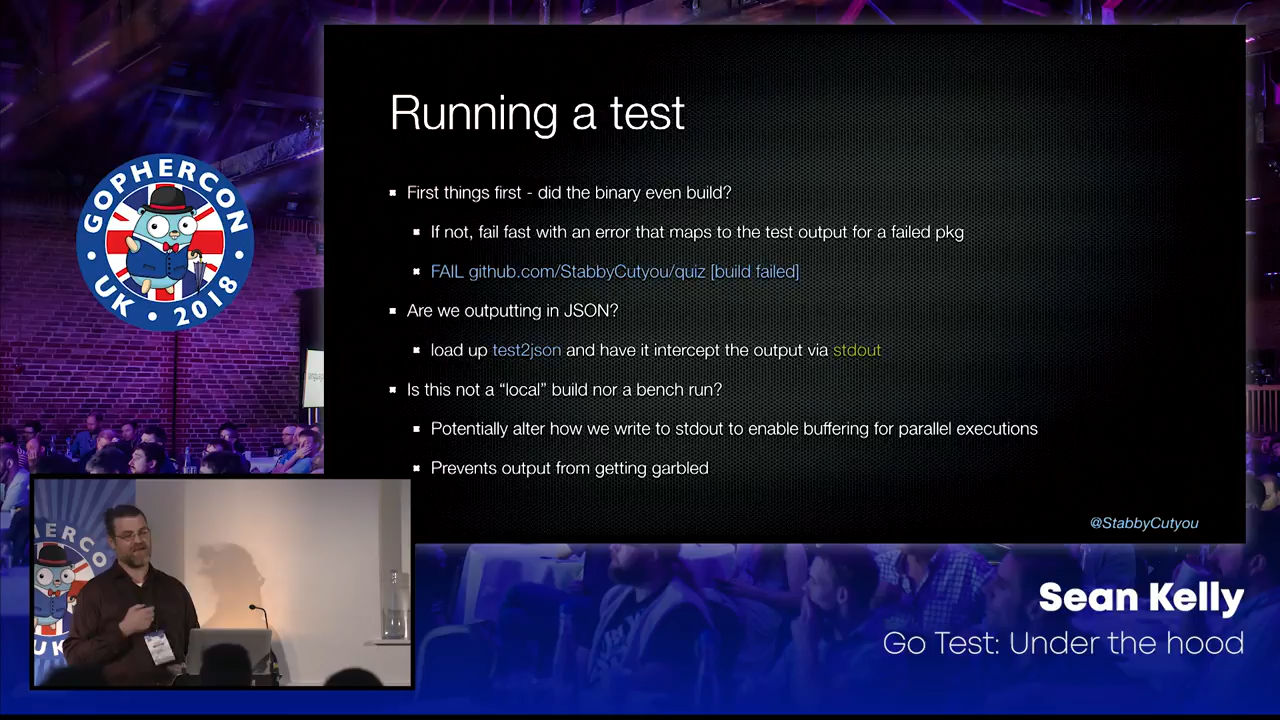 GOPHERCON
UK • 2018
Running a test
First things first - did the binary even build?
If not, fail fast with an error that maps to the test output for a failed pkg
FAIL github.com/StabbyCutyou/quiz [build failed]
Are we outputting in JSON?
load up test2json and have it intercept the output via stdout
Is this not a “local” build nor a bench run?
Potentially alter how we write to stdout to enable buffering for parallel executions
Prevents output from getting garbled
@StabbyCutyou
PHERCO
UK
Sean Kelly
Go Test: Under the hood